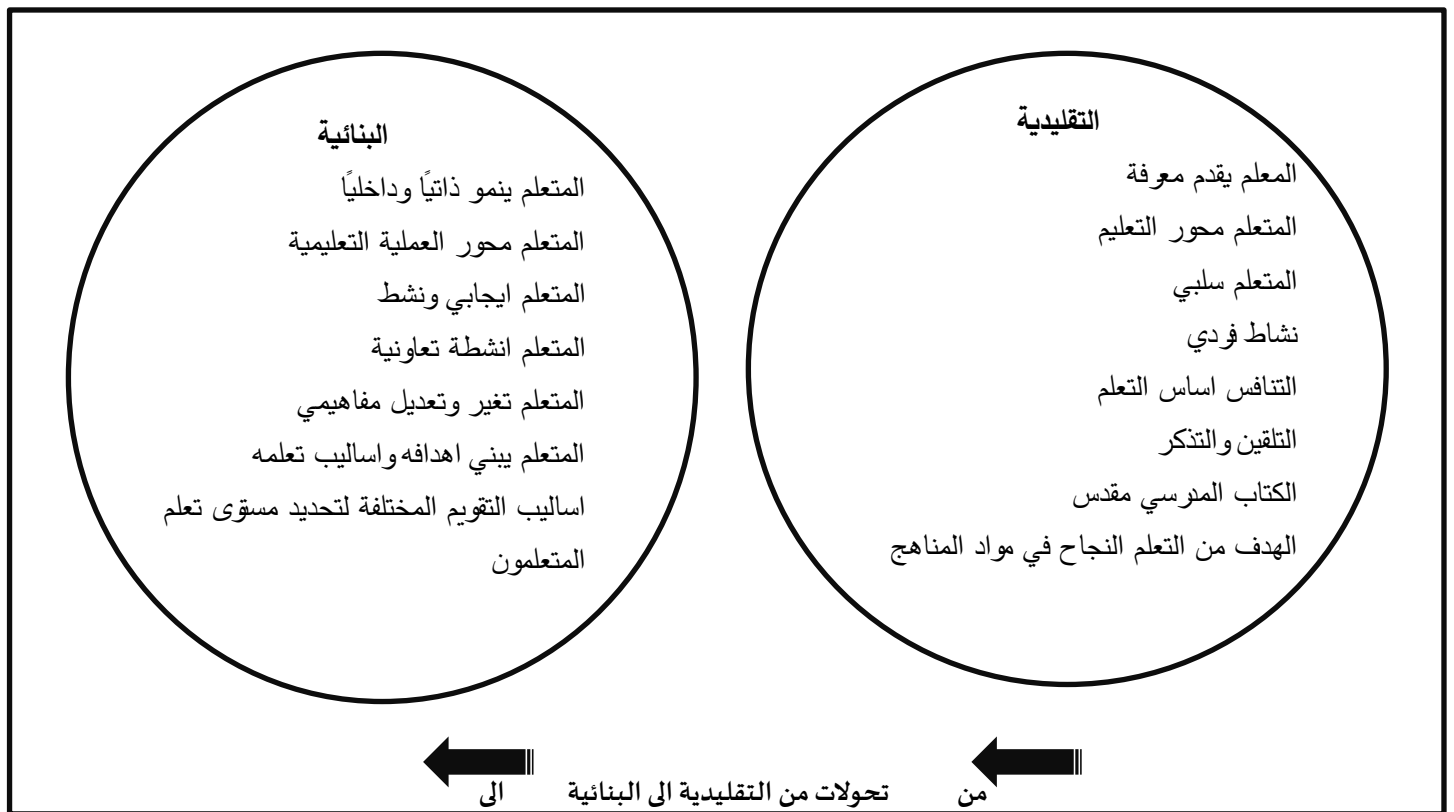 التقليدية
المعلم يقدم معرفة
المتعلم محور التعليم
المتعلم سلبي
نشاط فردي
التنافس اساس التعلم
التلقين والتذكر
الكتاب المدرسي مقدس
الهدف من التعلم النجاح في مواد المناهج
البنائية
المتعلم ينمو ذاتيًا وداخليًا
المتعلم محور العملية التعليمية
المتعلم ايجابي ونشط
المتعلم انشطة تعاونية
المتعلم تغير وتعديل مفاهيمي
المتعلم يبني اهدافه واساليب تعلمه
اساليب التقويم المختلفة لتحديد مستوى تعلم
المتعلمون
من تحولات من التقليدية الى البنائية الى